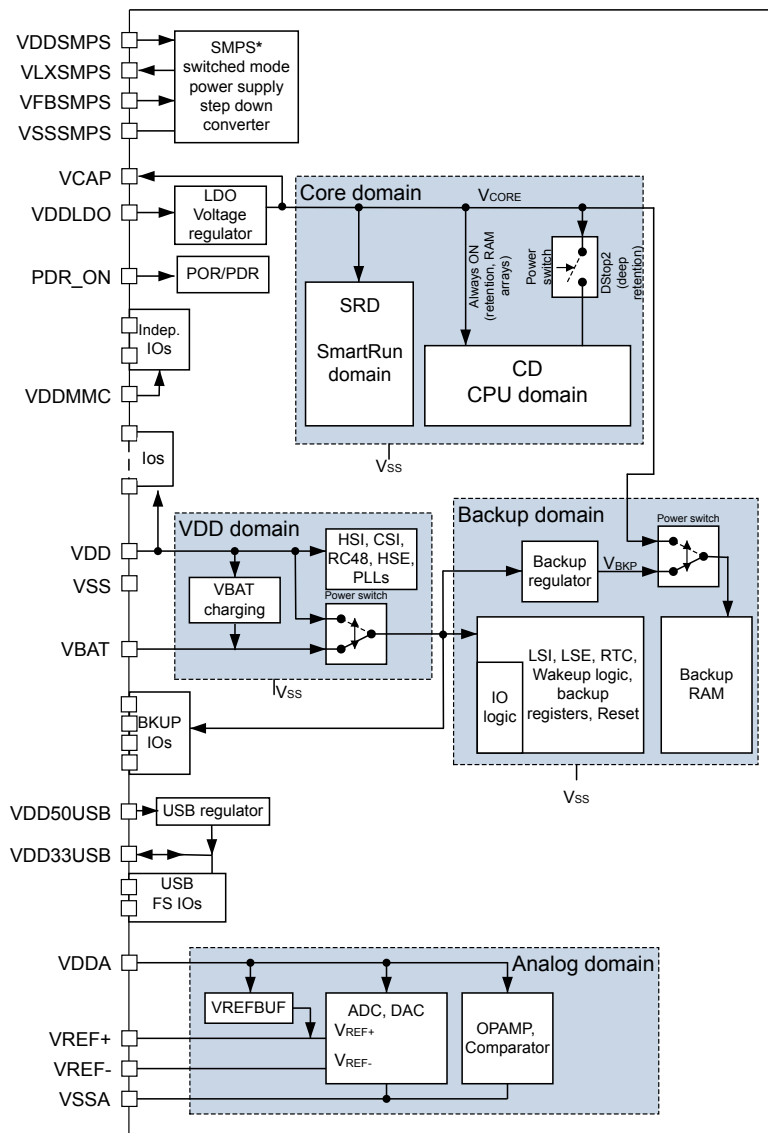 VDDSMPS
VLXSMPS
VFBSMPS
VSSSMPS
SMPS*
switched mode
power supply
step down
converter
VCAP
VDDLDO
LDO
Voltage
regulator
PDR_ON
POR/PDR
Indep.
IOs
VDDMMC
Ios
Core domain
VCORE
SRD
SmartRun
domain
Always ON
(retention, RAM
arrays)
Power
switch
DStop2
(deep
retention)
CD
CPU domain
VSS
VDD domain
VDD
VSS
VBAT
HSI, CSI,
RC48, HSE,
PLLs
VBAT
charging
Power switch
VSS
BKUP
IOs
Backup domain
Power switch
Backup
regulator
VBKP
LSI, LSE, RTC,
Wakeup logic,
backup
registers, Reset
IO
logic
Backup
RAM
VSS
VDD50USB
USB regulator
VDD33USB
USB
FS IOs
VDDA
Analog domain
VREFBUF
ADC, DAC
VREF+
VREF-
OPAMP,
Comparator
VREF+
VREF-
VSSA